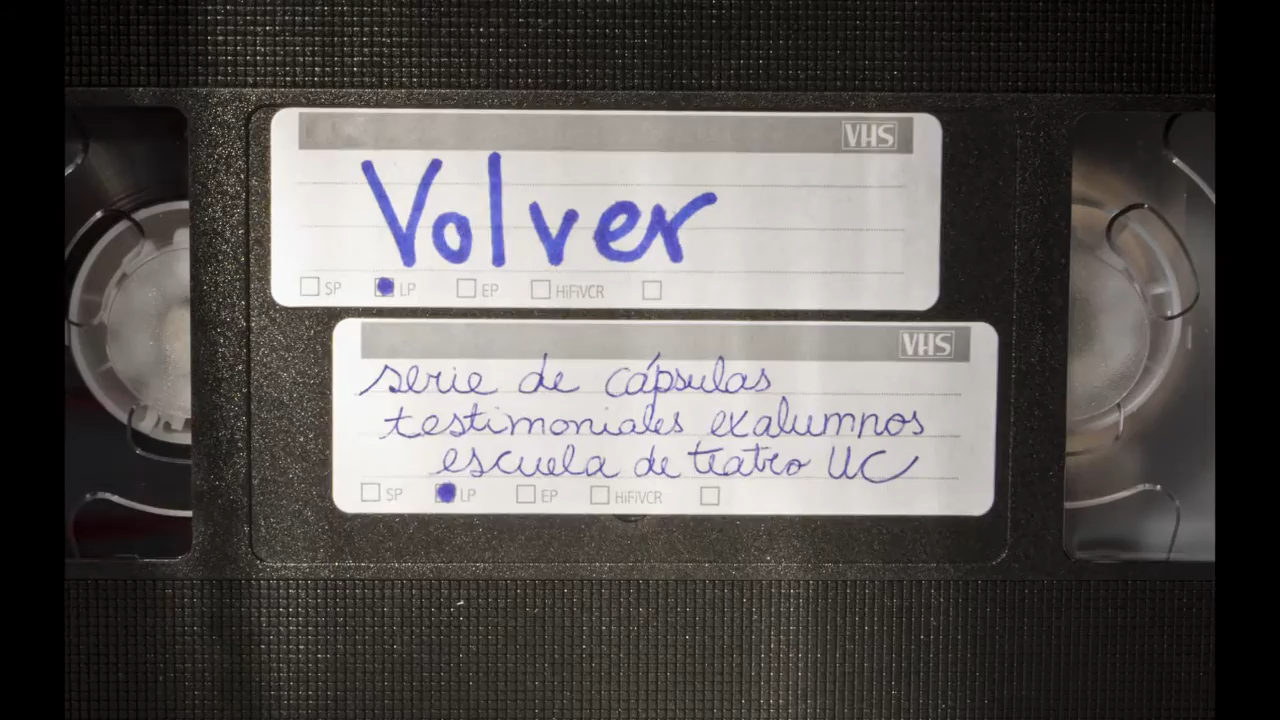 VHS
Volver
SP LP EP HiFiVCR
VHS
serie de cápsulas
testimoniales exalumnos
escuela de teatro UC
SP LP EP HiFiVCR